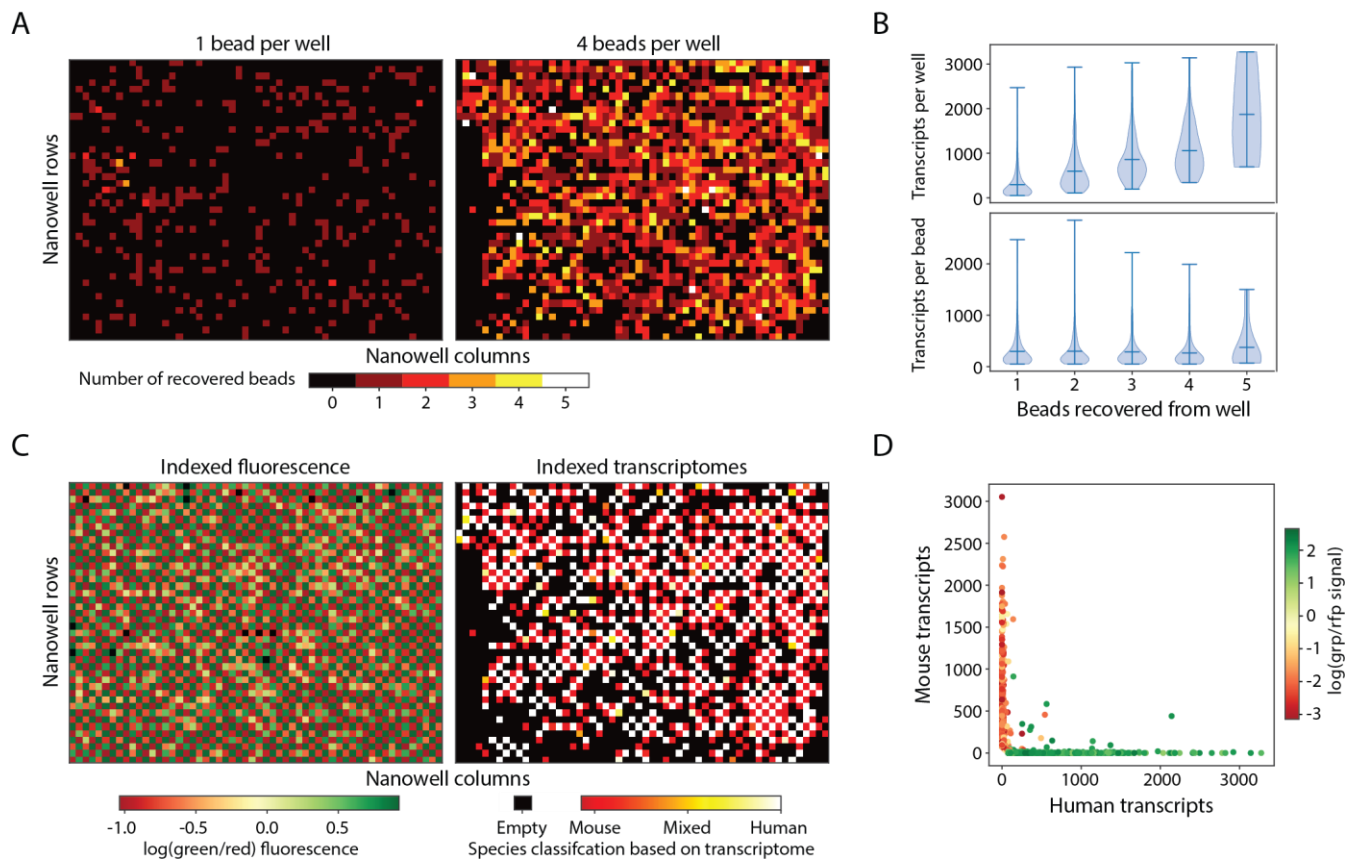 A
1 bead per well
4 beads per well
Nanowell rows
Nanowell columns
Number of recovered beads
0 1 2 3 4 5
B
Transcripts per well
3000
2000
1000
0
Transcripts per bead
2000
1000
0
1 2 3 4 5
Beads recovered from well
C
Indexed fluorescence
Indexed transcriptomes
Nanowell rows
Nanowell columns
-1.0 -0.5 0.0 0.5
log(green/red) fluorescence
Empty Mouse Mixed Human
Species classifcation based on transcriptome
D
Mouse transcripts
3000
2500
2000
1500
1000
500
0
0 1000 2000 3000
Human transcripts
2
1
0
-1
-2
-3
log(grp/rfp signal)